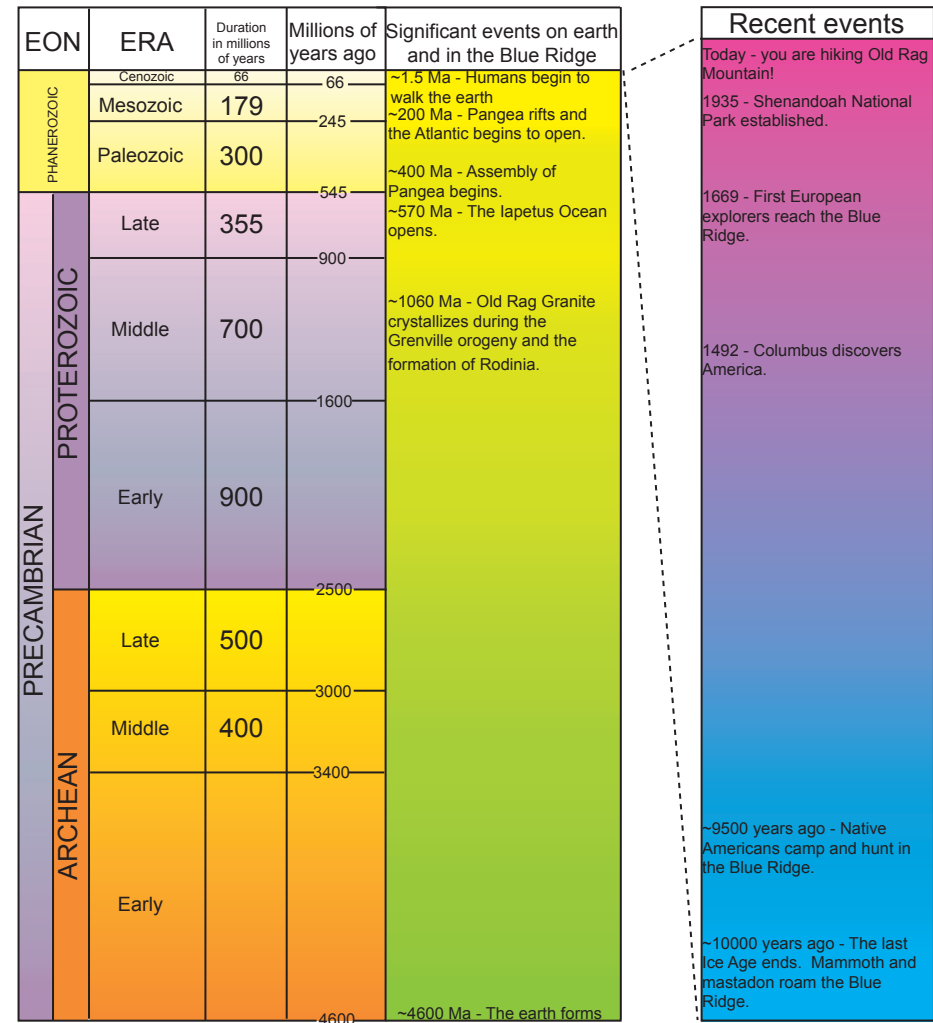 EON
ERA
Duration
in millions
of years
Millions of
years ago
Significant events on earth
and in the Blue Ridge
PHANEROZOIC
Cenozoic
66
66
Mesozoic
179
245
Paleozoic
300
545
PRECAMBRIAN
PROTEROZOIC
Late
355
900
Middle
700
1600
Early
900
2500
ARCHEAN
Late
500
3000
Middle
400
3400
Early
4600
~1.5 Ma - Humans begin to
walk the earth
~200 Ma - Pangea rifts and
the Atlantic begins to open.
~400 Ma - Assembly of
Pangea begins.
~570 Ma - The Iapetus Ocean
opens.
~1060 Ma - Old Rag Granite
crystallizes during the
Grenville orogeny and the
formation of Rodinia.
~4600 Ma - The earth forms
Recent events
Today - you are hiking Old Rag
Mountain!
1935 - Shenandoah National
Park established.
1669 - First European
explorers reach the Blue
Ridge.
1492 - Columbus discovers
America.
~9500 years ago - Native
Americans camp and hunt in
the Blue Ridge.
~10000 years ago - The last
Ice Age ends. Mammoth and
mastadon roam the Blue
Ridge.